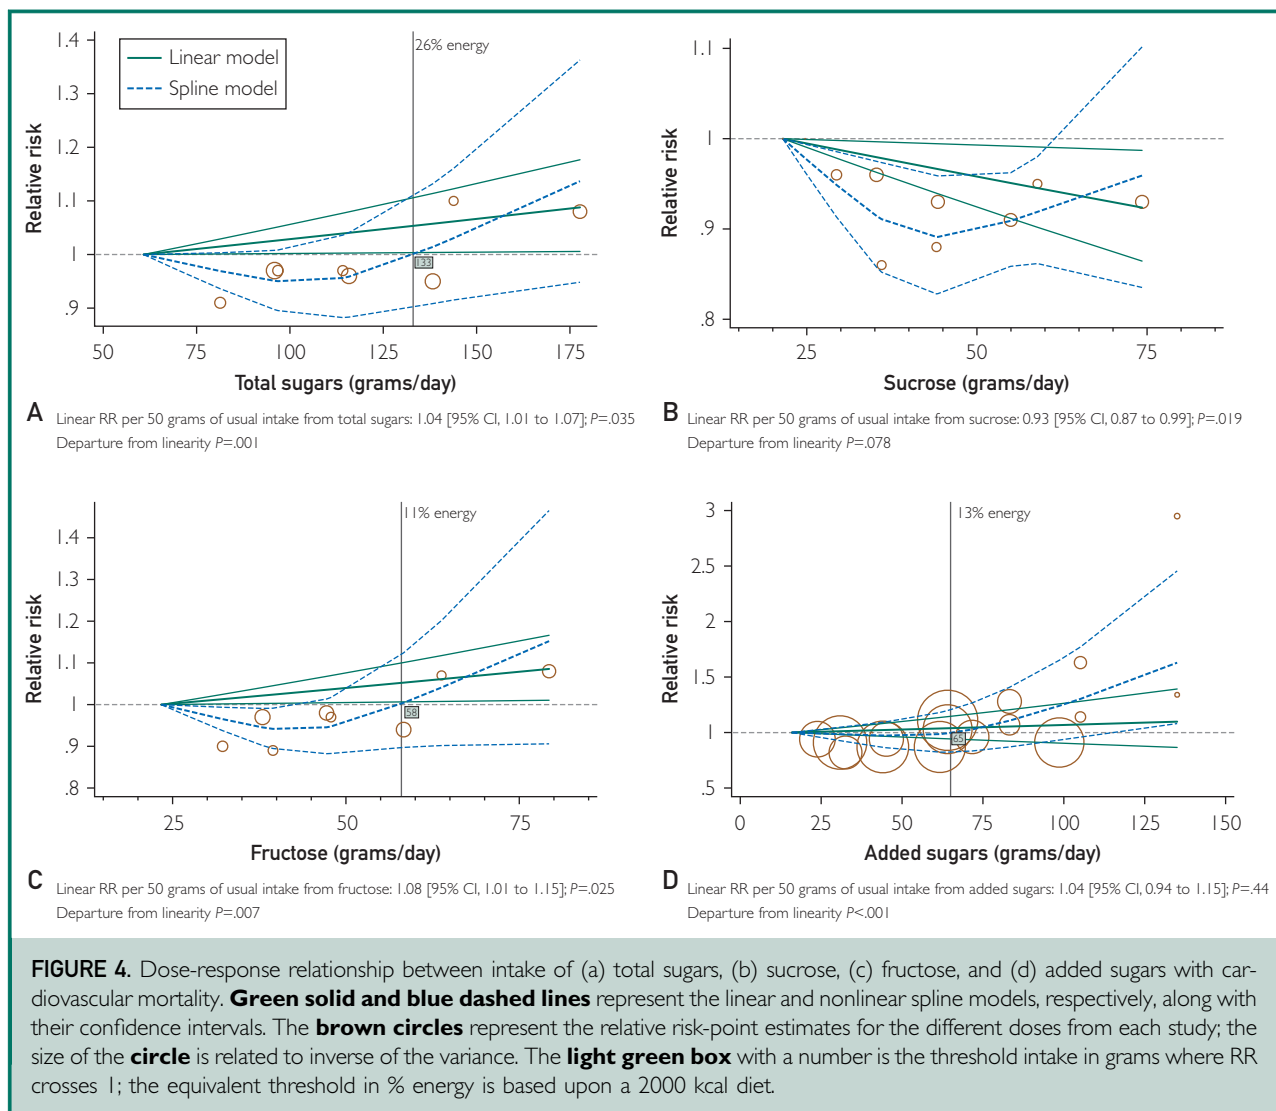 1.4
1.3
1.2
1.1
1
.9
Relative risk
Linear model
Spline model
26% energy
133
50
100
125
150
175
Total sugars (grams/day)
A Linear RR per 50 grams of usual intake from total sugars: 1.04 [95% CI, 1.01 to 1.07]; P=.035
Departure from linearity P=.001
1.1
1
.9
.8
Relative risk
25
50
75
Sucrose (grams/day)
B Linear RR per 50 grams of usual intake from sucrose: 0.93 [95% CI, 0.87 to 0.99]; P=.019
Departure from linearity P=.078
1.4
1.3
1.2
1.1
1
.9
.8
Relative risk
11% energy
58
25
50
75
Fructose (grams/day)
C Linear RR per 50 grams of usual intake from fructose: 1.08 [95% CI, 1.01 to 1.15]; P=.025
Departure from linearity P=.007
3
2.5
2
1.5
1
.5
Relative risk
13% energy
65
0
25
50
75
100
125
150
Added sugars (grams/day)
D Linear RR per 50 grams of usual intake from added sugars: 1.04 [95% CI, 0.94 to 1.15]; P=.44
Departure from linearity P<.001
FIGURE 4. Dose-response relationship between intake of (a) total sugars, (b) sucrose, (c) fructose, and (d) added sugars with car-
diovascular mortality. Green solid and blue dashed lines represent the linear and nonlinear spline models, respectively, along with
their confidence intervals. The brown circles represent the relative risk-point estimates for the different doses from each study; the
size of the circle is related to inverse of the variance. The light green box with a number is the threshold intake in grams where RR
crosses 1; the equivalent threshold in % energy is based upon a 2000 kcal diet.